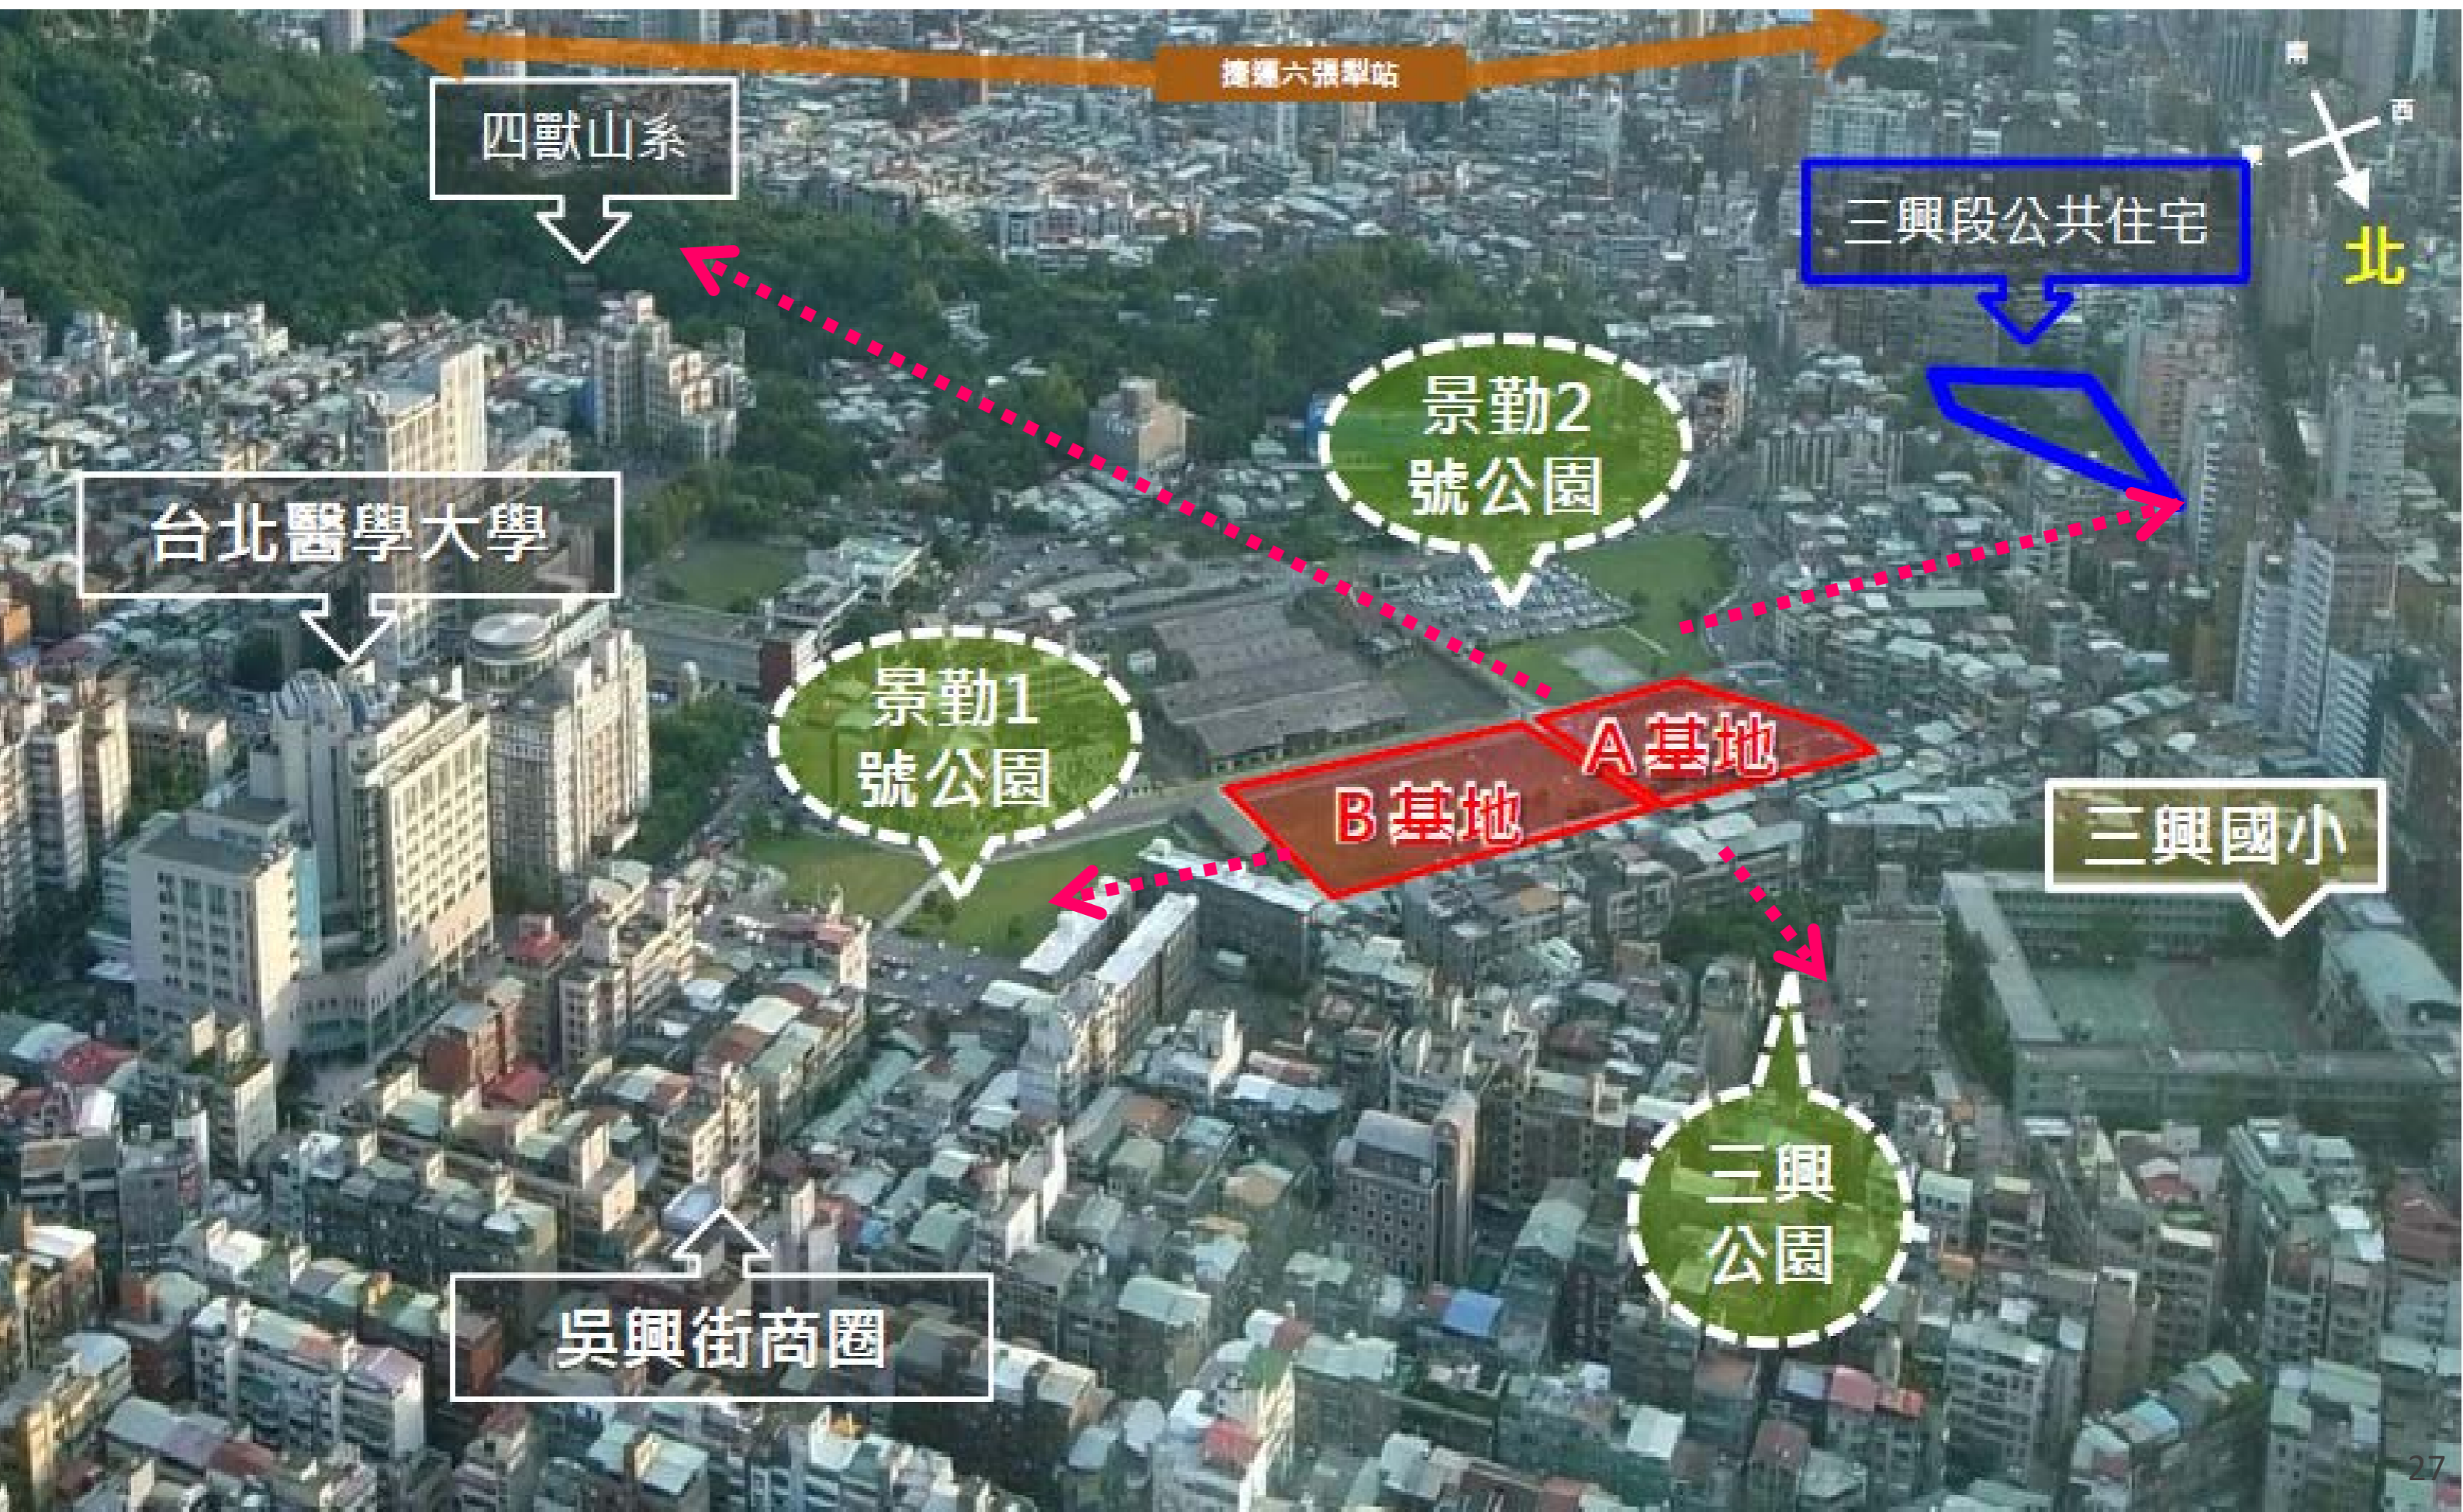 捷運六張犁站
南
四獸山系
西
三興段公共住宅
北
景勤2
號公園
台北醫學大學
景勤1
號公園
A基地
B基地
三興國小
三興
公園
吳興街商圈
27